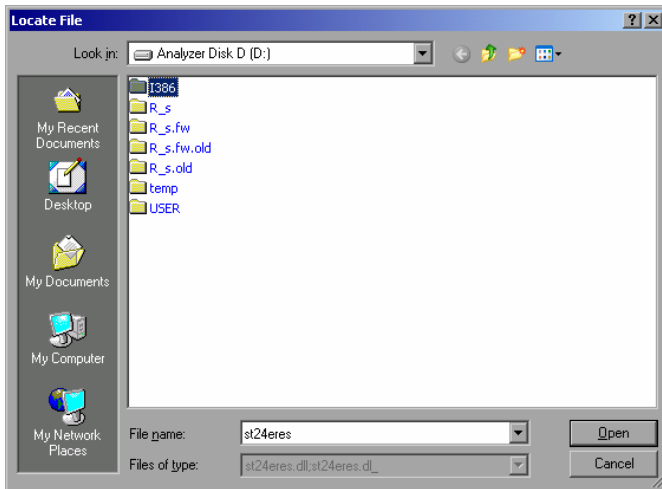 Locate File
Look in: Analyzer Disk D (D:)
My Recent
Documents
Desktop
My Documents
My Computer
My Network
Places
I386
R_s
R_s.fw
R_s.fw.old
R_s.old
temp
USER
File name: st24eres Open
Files of type: st24eres.dll;st24eres.dl_ Cancel